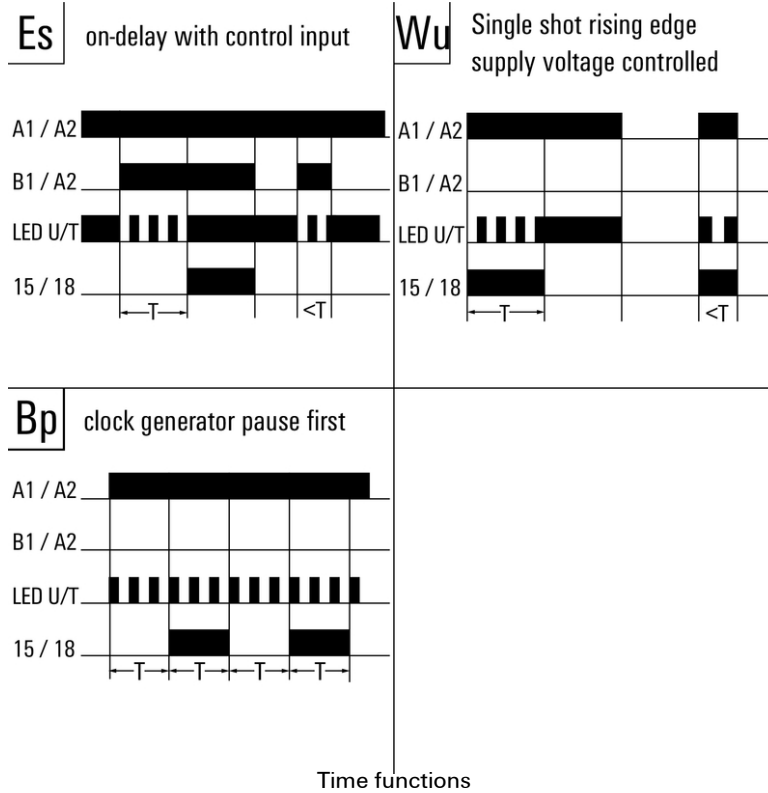 Es on-delay with control input
A1 / A2
B1 / A2
LED U/T
15 / 18
T <T
Wu Single shot rising edge
supply voltage controlled
A1 / A2
B1 / A2
LED U/T
15 / 18
T <T
Bp clock generator pause first
A1 / A2
B1 / A2
LED U/T
15 / 18
T T T T
Time functions